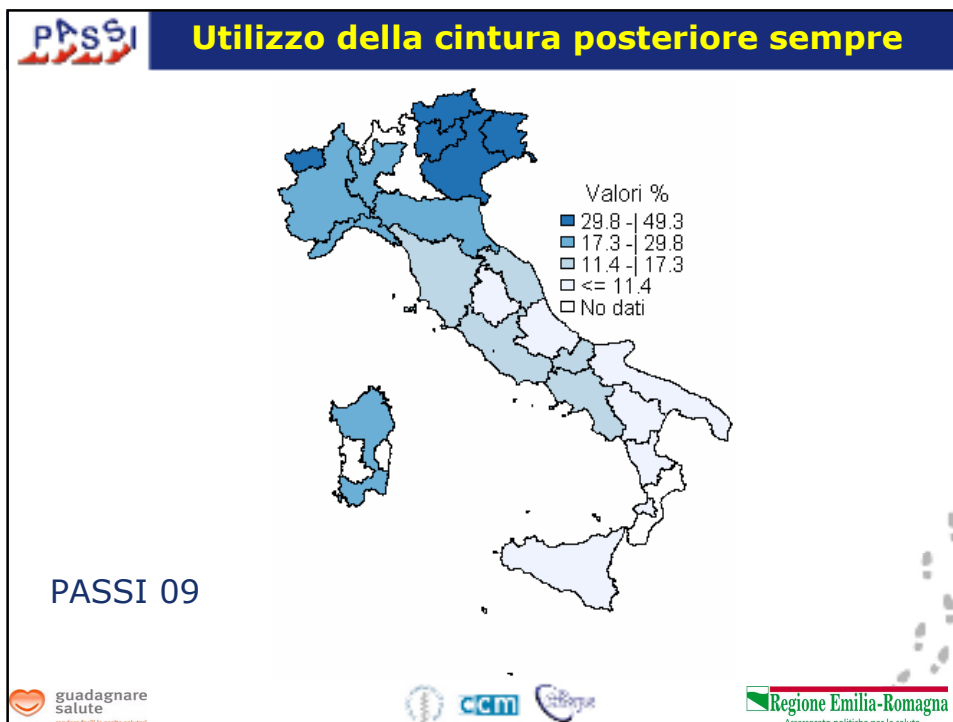 PASSI
Utilizzo della cintura posteriore sempre
Valori %
29.8 -| 49.3
17.3 -| 29.8
11.4 -| 17.3
<= 11.4
No dati
PASSI 09
guadagnare
salute
ccm
Regione Emilia-Romagna